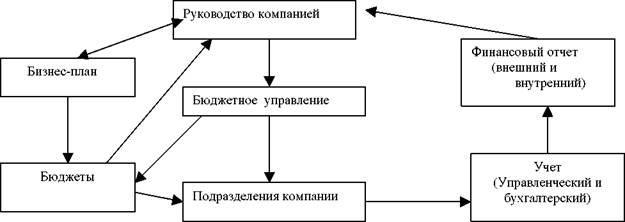 Руководство компанией
Финансовый отчет
(внешний и
внутренний)
Бизнес-план
Бюджетное управление
Бюджеты
Подразделения компании
Учет
(Управленческий и
бухгалтерский)